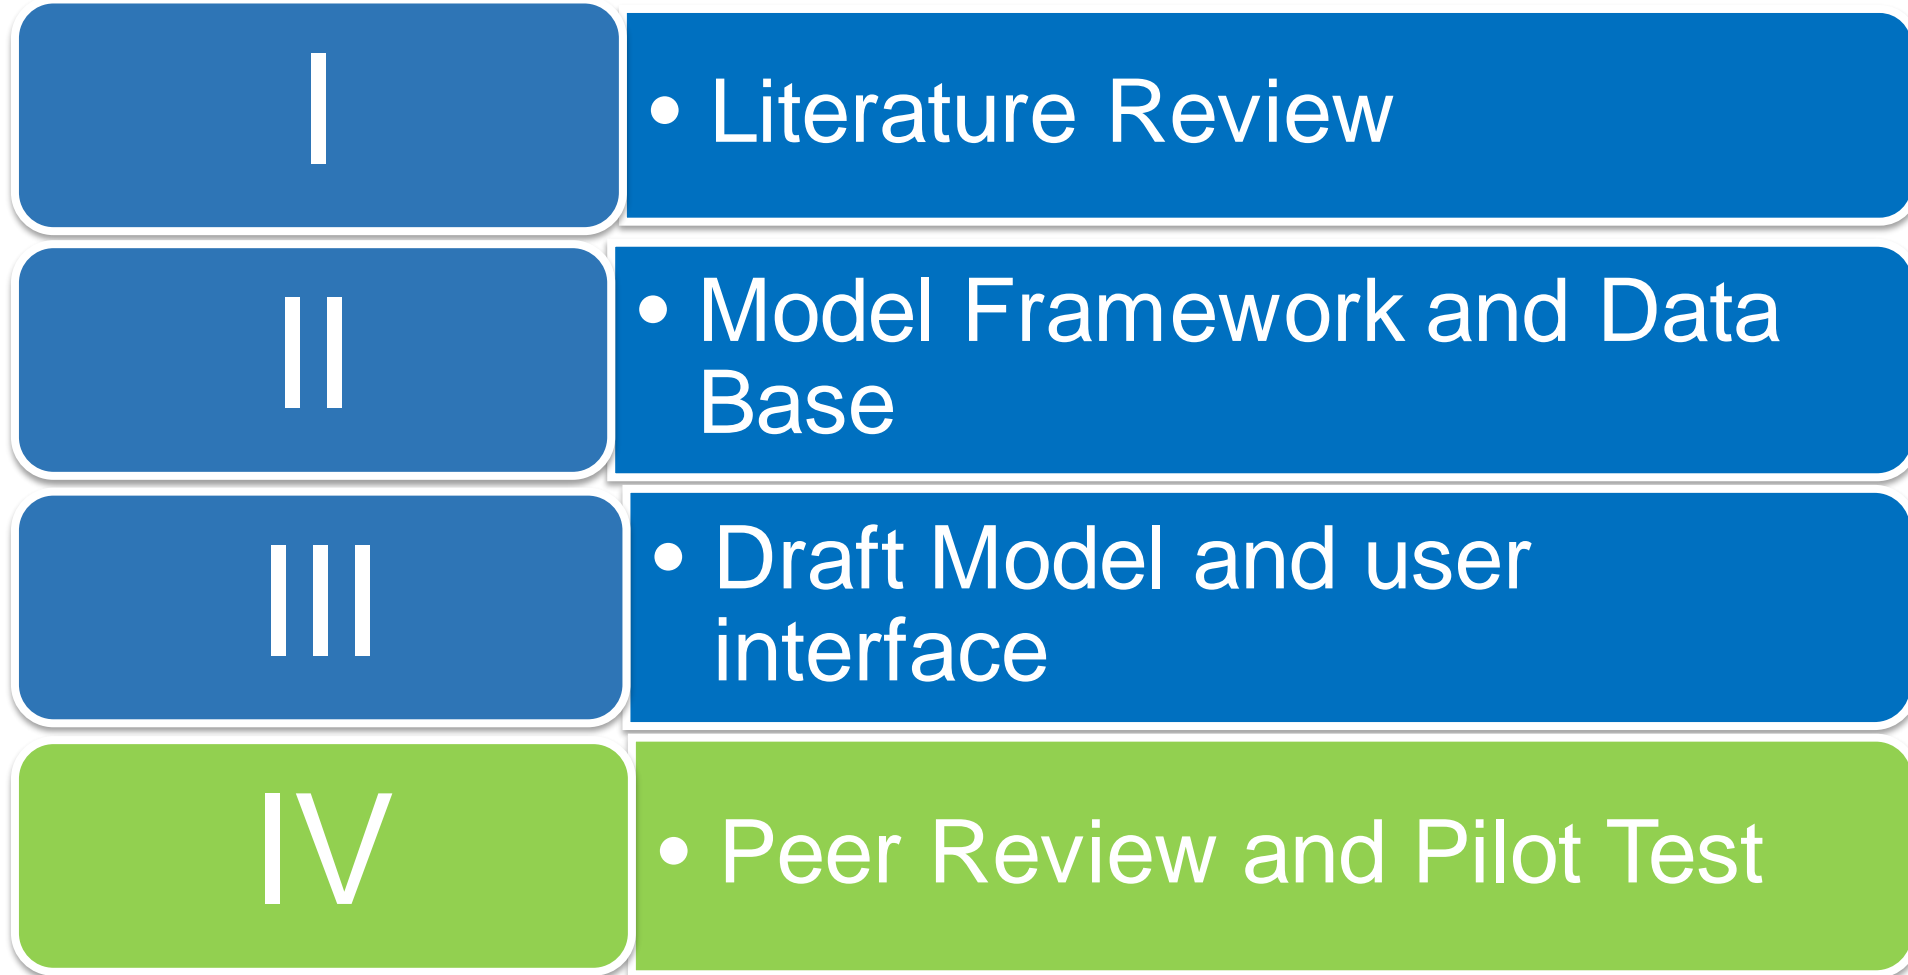 I
• Literature Review
II
• Model Framework and Data
Base
III
• Draft Model and user
interface
IV
• Peer Review and Pilot Test